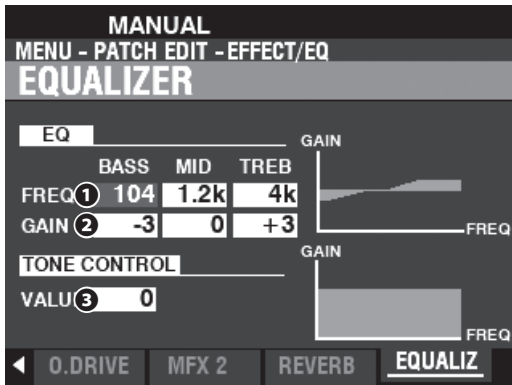 MANUAL
MENU - PATCH EDIT - EFFECT/EQ
EQUALIZER
EQ
GAIN
BASS MID TREB
FREQ 1 104 1.2k 4k
GAIN 2 -3 0 +3
FREQ
TONE CONTROL
GAIN
VALU 3 0
FREQ
O.DRIVE MFX 2 REVERB EQUALIZ